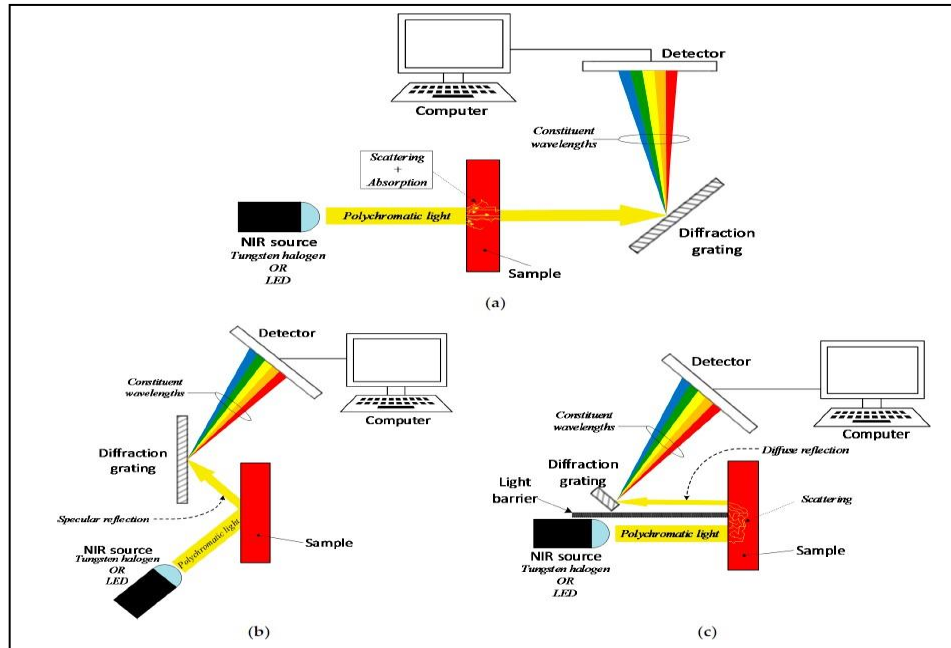 Detector
Computer
Constituent
wavelengths
Scattering
+
Absorption
Polychromatic light
NIR source
Tungsten halogen
OR
LED
Sample
Diffraction
grating
(a)
Detector
Constituent
wavelengths
Computer
Diffraction
grating
Specular reflection
Polychromatic light
NIR source
Tungsten halogen
OR
LED
Sample
(b)
Detector
Constituent
wavelengths
Computer
Diffuse reflection
Diffraction
grating
Light
barrier
Scattering
Polychromatic light
NIR source
Tungsten halogen
OR
LED
Sample
(c)